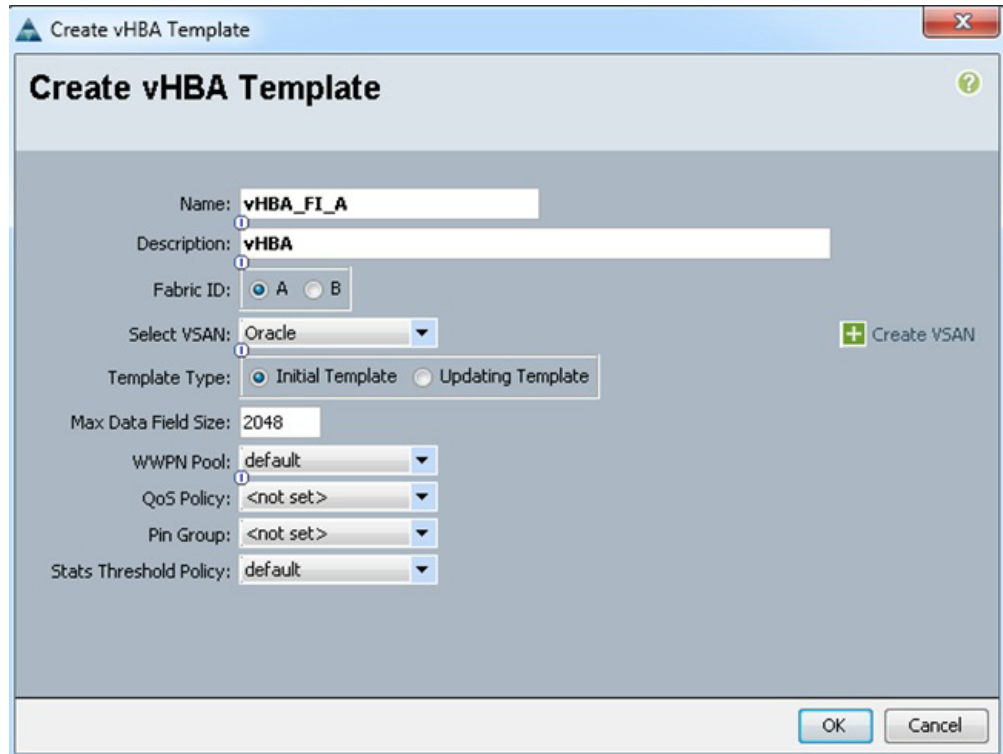 Create vHBA Template
Create vHBA Template
Name: vHBA_FI_A
Description: vHBA
Fabric ID: A B
Select VSAN: Oracle Create VSAN
Template Type: Initial Template Updating Template
Max Data Field Size: 2048
WWPN Pool: default
QoS Policy: <not set>
Pin Group: <not set>
Stats Threshold Policy: default
OK Cancel